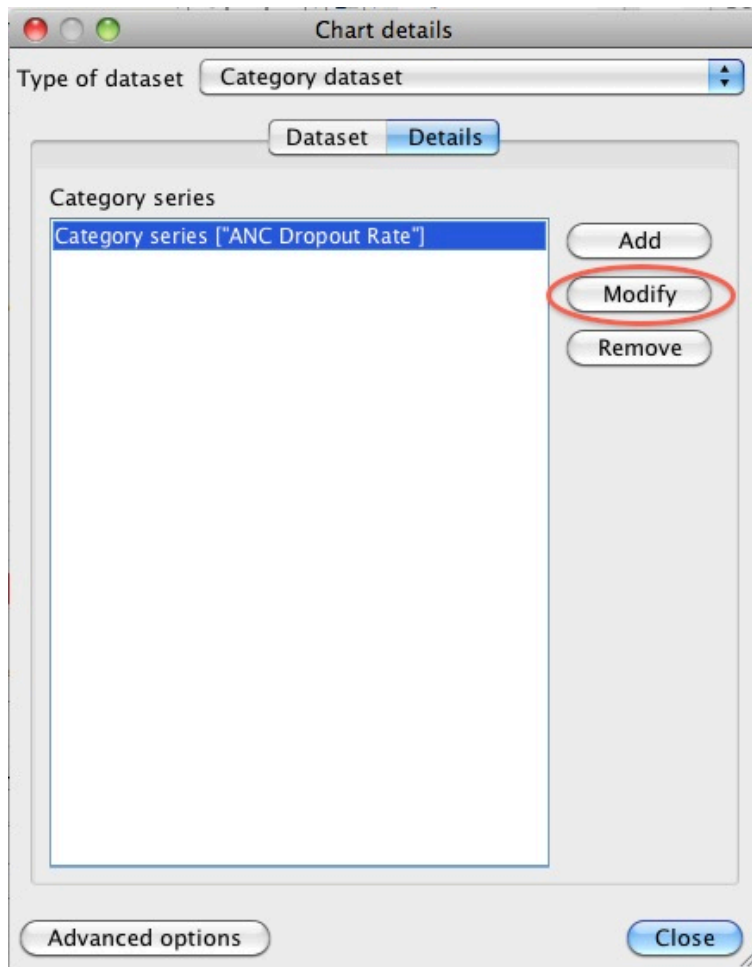 Chart details
Type of dataset Category dataset
Dataset Details
Category series
Category series ["ANC Dropout Rate"]
Add
Modify
Remove
Advanced options Close